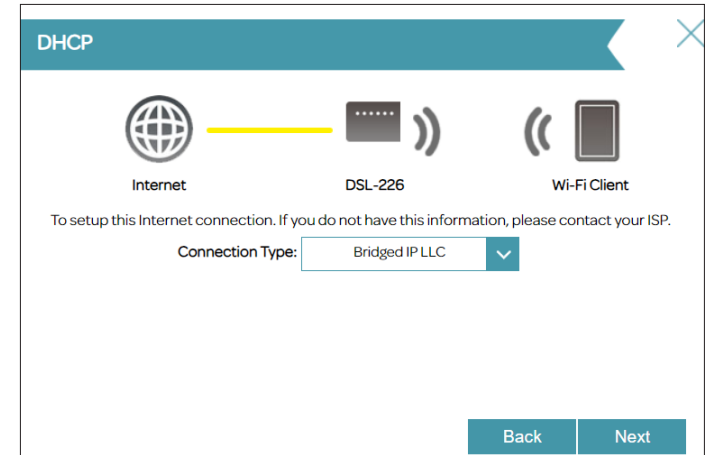 DHCP
Internet
DSL-226
Wi-Fi Client
To setup this Internet connection. If you do not have this information, please contact your ISP.
Connection Type: Bridged IP LLC
Back Next